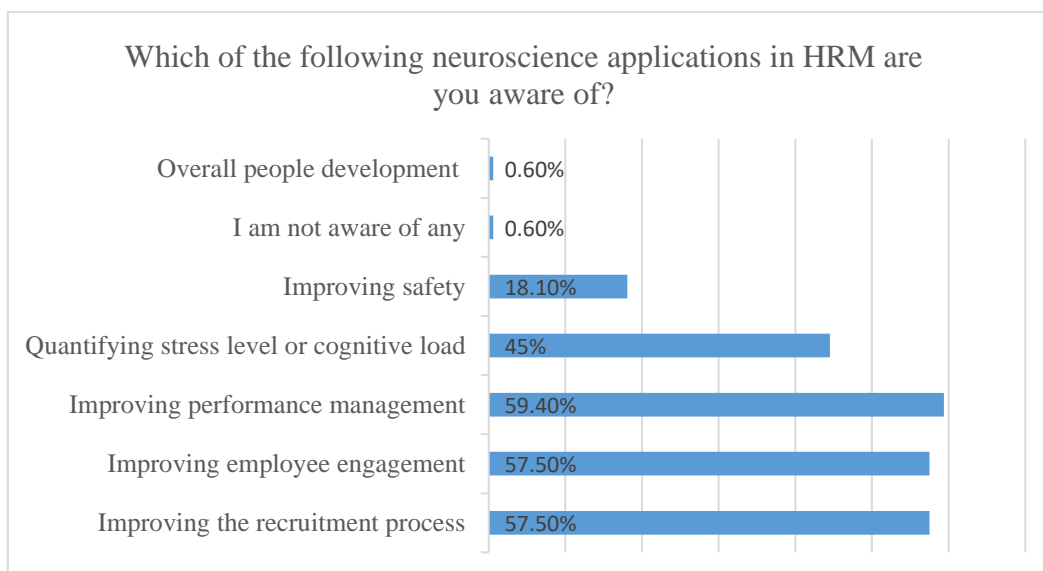 Which of the following neuroscience applications in HRM are
you aware of?
Overall people development 0.60%
I am not aware of any 0.60%
Improving safety 18.10%
Quantifying stress level or cognitive load 45%
Improving performance management 59.40%
Improving employee engagement 57.50%
Improving the recruitment process 57.50%